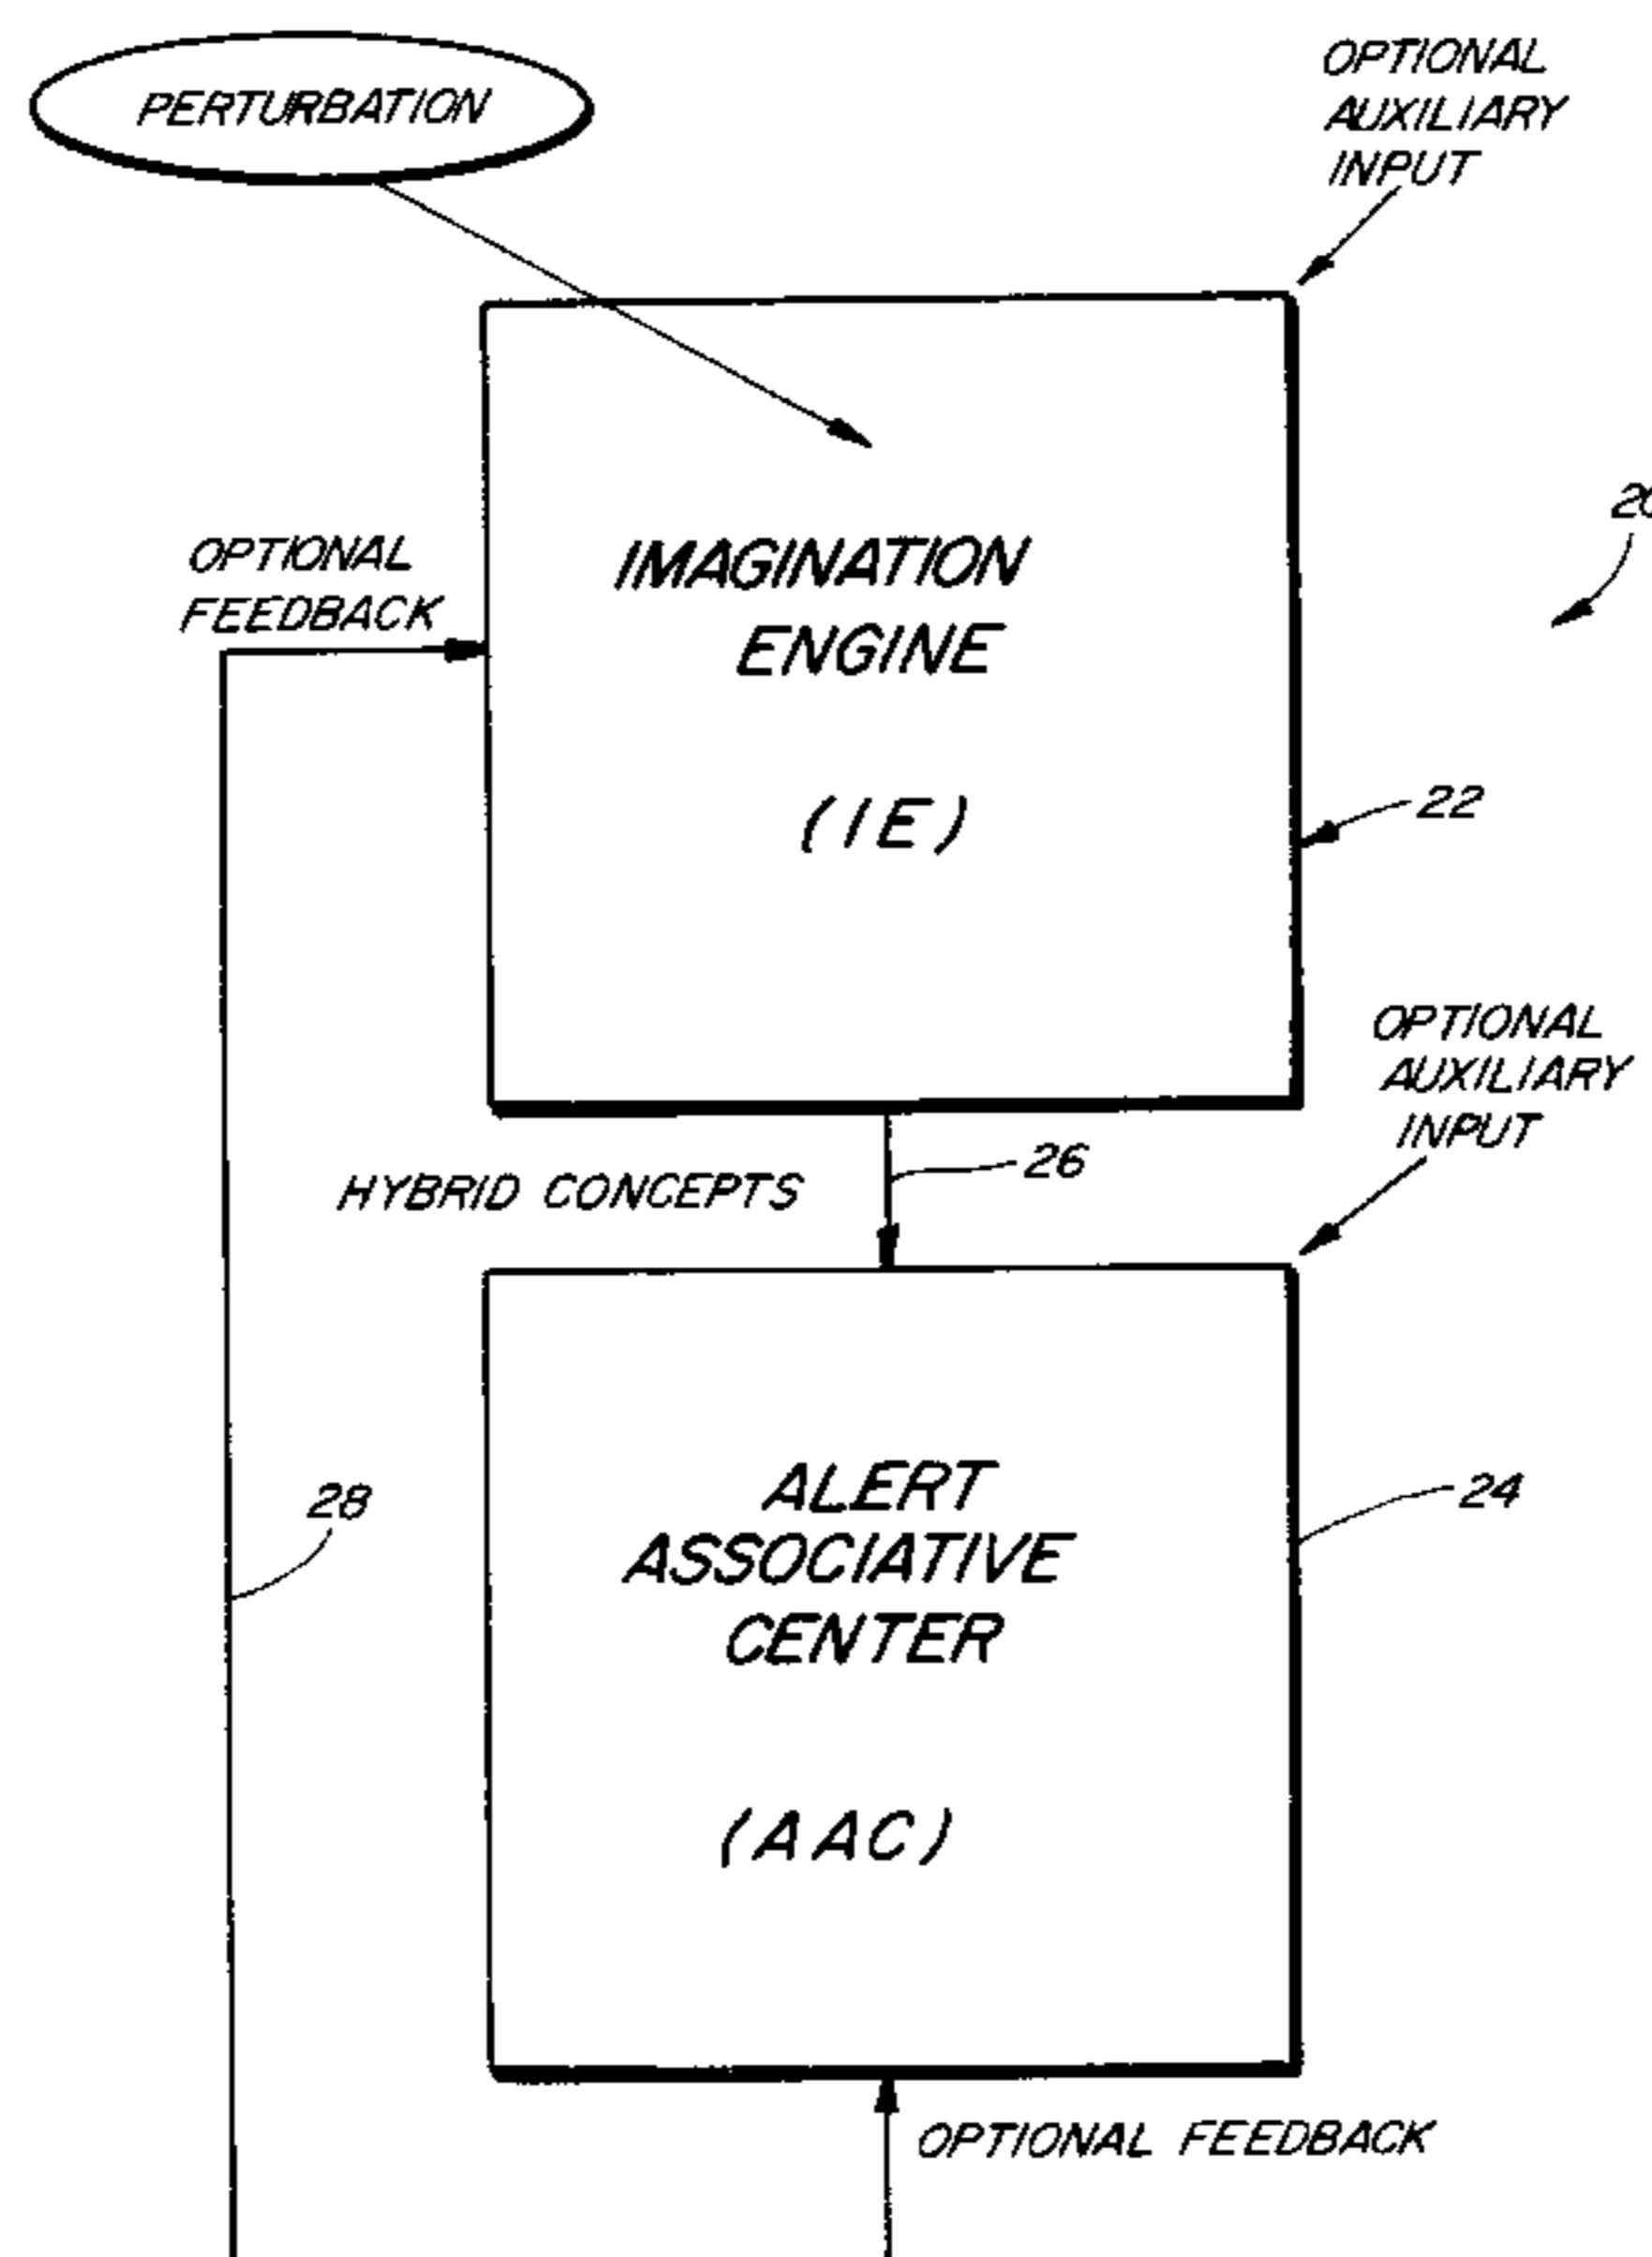 PERTURBATION
OPTIONAL
AUXILIARY
INPUT
OPTIONAL
FEEDBACK
IMAGINATION
ENGINE
(IE)
22
OPTIONAL
AUXILIARY
INPUT
26
HYBRID CONCEPTS
28
ALERT
ASSOCIATIVE
CENTER
24
(AAC)
OPTIONAL FEEDBACK